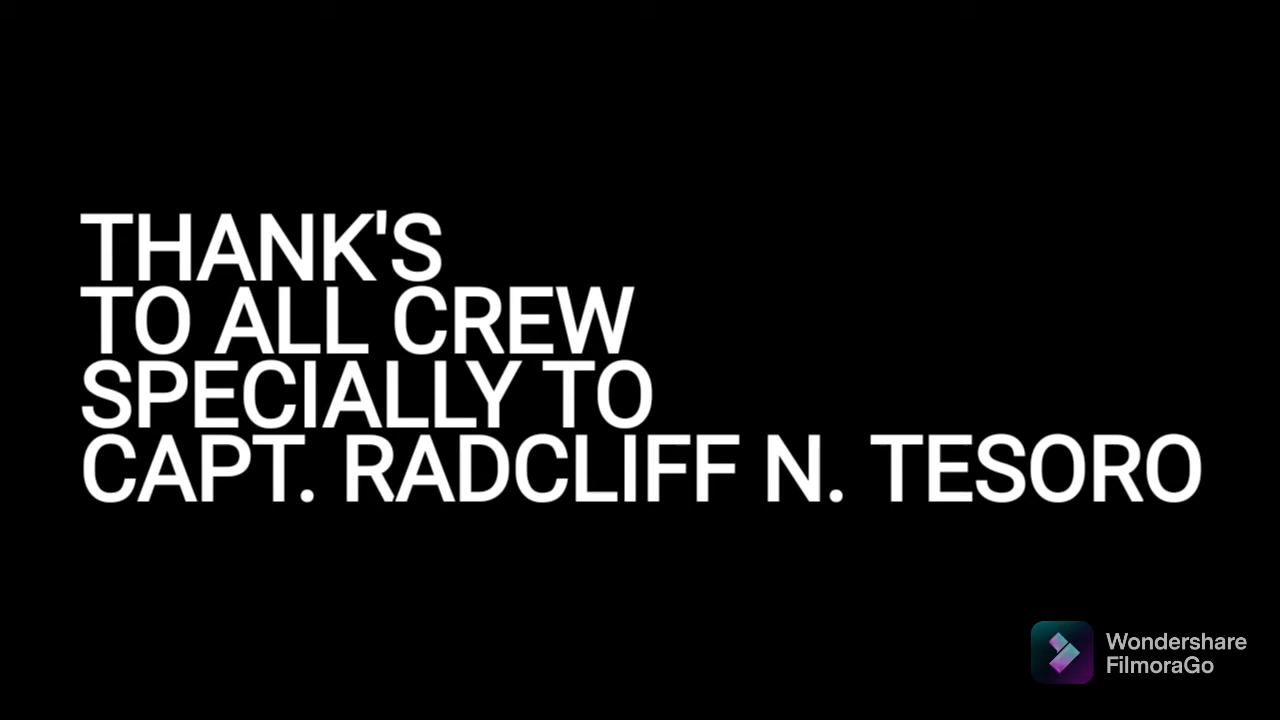 THANK'S
TO ALL CREW
SPECIALLY TO
CAPT. RADCLIFF N. TESORO
Wondershare
FilmoraGo